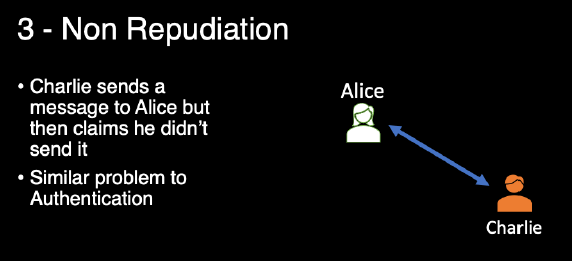 3 - Non Repudiation
• Charlie sends a
message to Alice but
then claims he didn't
send it
• Similar problem to
Authentication
Alice
Charlie